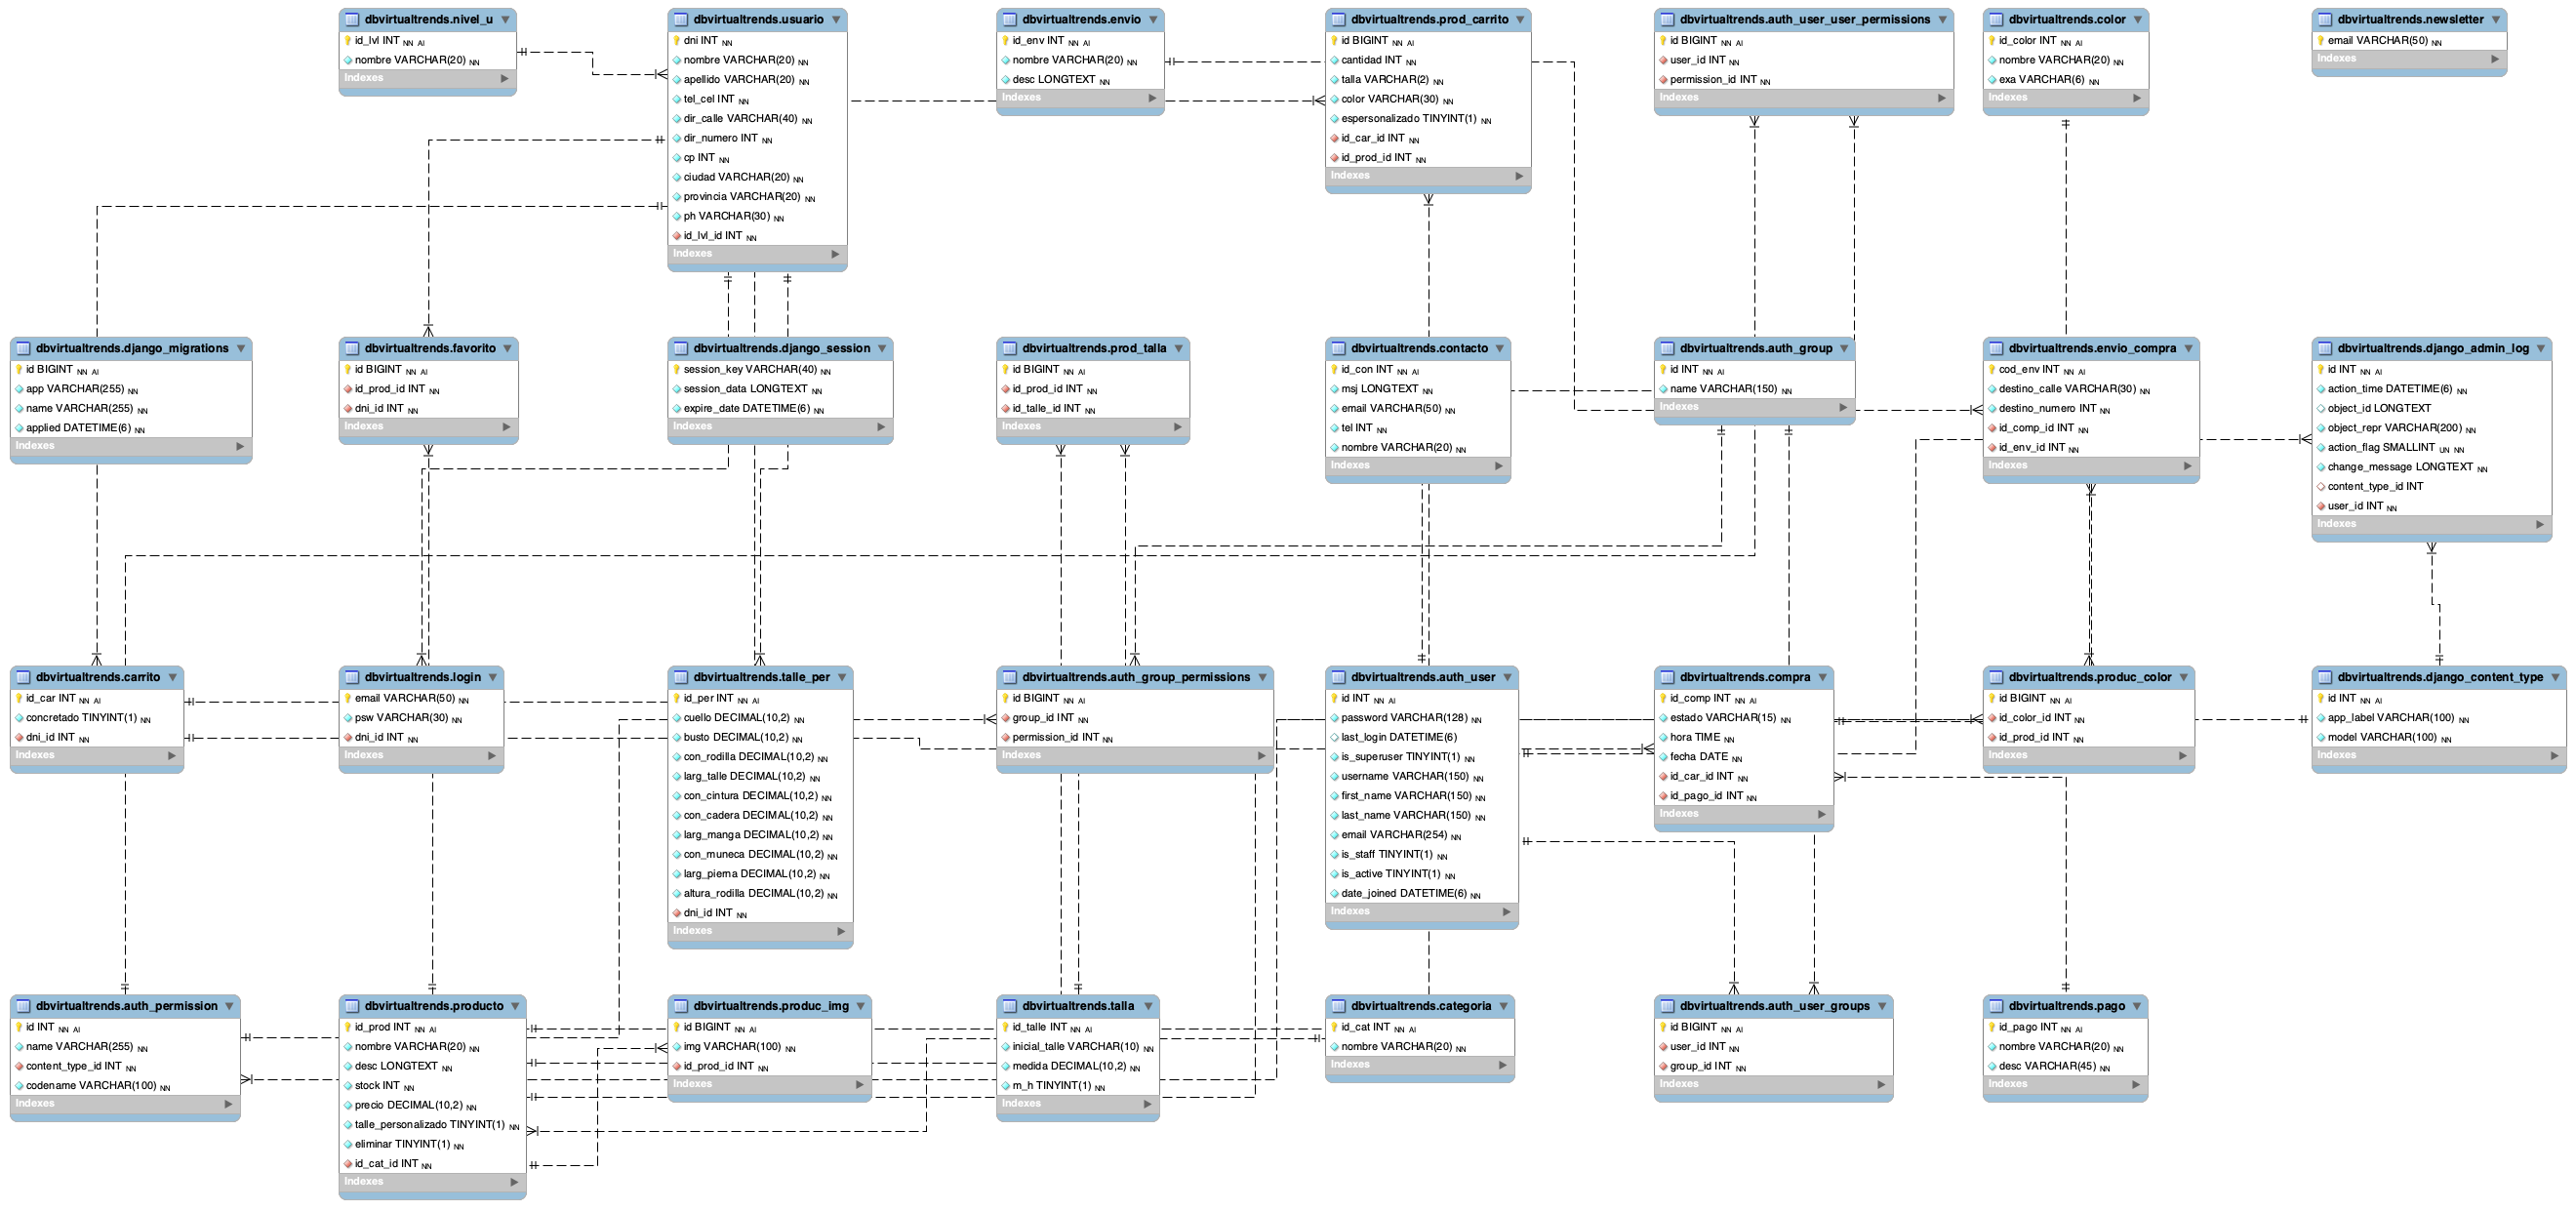 dbvirtualtrends.nivel_u
id_lvl INT NN AI
nombre VARCHAR(20) NN
Indexes
dbvirtualtrends.usuario
dni INT NN
nombre VARCHAR(20) NN
apellido VARCHAR(20) NN
tel_cel INT NN
dir_calle VARCHAR(40) NN
dir_numero INT NN
cp INT NN
ciudad VARCHAR(20) NN
provincia VARCHAR(20) NN
ph VARCHAR(30) NN
id_lvl_id INT NN
Indexes
dbvirtualtrends.envio
id_env INT NN AI
nombre VARCHAR(20) NN
desc LONGTEXT NN
Indexes
dbvirtualtrends.prod_carrito
id BIGINT NN AI
cantidad INT NN
talla VARCHAR(2) NN
color VARCHAR(30) NN
espersonalizado TINYINT(1) NN
id_car_id INT NN
id_prod_id INT NN
Indexes
dbvirtualtrends.auth_user_user_permissions
id BIGINT NN AI
user_id INT NN
permission_id INT NN
Indexes
dbvirtualtrends.color
id_color INT NN AI
nombre VARCHAR(20) NN
exa VARCHAR(6) NN
Indexes
dbvirtualtrends.newsletter
email VARCHAR(50) NN
Indexes
dbvirtualtrends.django_migrations
id BIGINT NN AI
app VARCHAR(255) NN
name VARCHAR(255) NN
applied DATETIME(6) NN
Indexes
dbvirtualtrends.favorito
id BIGINT NN AI
id_prod_id INT NN
dni_id INT NN
Indexes
dbvirtualtrends.django_session
session_key VARCHAR(40) NN
session_data LONGTEXT NN
expire_date DATETIME(6) NN
Indexes
dbvirtualtrends.prod_talla
id BIGINT NN AI
id_prod_id INT NN
id_talle_id INT NN
Indexes
dbvirtualtrends.contacto
id_con INT NN AI
msj LONGTEXT NN
email VARCHAR(50) NN
tel INT NN
nombre VARCHAR(20) NN
Indexes
dbvirtualtrends.auth_group
id INT NN AI
name VARCHAR(150) NN
Indexes
dbvirtualtrends.envio_compra
cod_env INT NN AI
destino_calle VARCHAR(30) NN
destino_numero INT NN
id_comp_id INT NN
id_env_id INT NN
Indexes
dbvirtualtrends.django_admin_log
id INT NN AI
action_time DATETIME(6) NN
object_id LONGTEXT
object_repr VARCHAR(200) NN
action_flag SMALLINT UN NN
change_message LONGTEXT NN
content_type_id INT
user_id INT NN
Indexes
dbvirtualtrends.carrito
id_car INT NN AI
concretado TINYINT(1) NN
dni_id INT NN
Indexes
dbvirtualtrends.login
email VARCHAR(50) NN
psw VARCHAR(30) NN
dni_id INT NN
Indexes
dbvirtualtrends.talle_per
id_per INT NN AI
cuello DECIMAL(10,2) NN
busto DECIMAL(10,2) NN
con_rodilla DECIMAL(10,2) NN
larg_talle DECIMAL(10,2) NN
con_cintura DECIMAL(10,2) NN
con_cadera DECIMAL(10,2) NN
larg_manga DECIMAL(10,2) NN
con_muneca DECIMAL(10,2) NN
larg_pierna DECIMAL(10,2) NN
altura_rodilla DECIMAL(10,2) NN
dni_id INT NN
Indexes
dbvirtualtrends.auth_group_permissions
id BIGINT NN AI
group_id INT NN
permission_id INT NN
Indexes
dbvirtualtrends.auth_user
id INT NN AI
password VARCHAR(128) NN
last_login DATETIME(6)
is_superuser TINYINT(1) NN
username VARCHAR(150) NN
first_name VARCHAR(150) NN
last_name VARCHAR(150) NN
email VARCHAR(254) NN
is_staff TINYINT(1) NN
is_active TINYINT(1) NN
date_joined DATETIME(6) NN
Indexes
dbvirtualtrends.compra
id_comp INT NN AI
estado VARCHAR(15) NN
hora TIME NN
fecha DATE NN
id_car_id INT NN
id_pago_id INT NN
Indexes
dbvirtualtrends.produc_color
id BIGINT NN AI
id_color_id INT NN
id_prod_id INT NN
Indexes
dbvirtualtrends.django_content_type
id INT NN AI
app_label VARCHAR(100) NN
model VARCHAR(100) NN
Indexes
dbvirtualtrends.auth_permission
id INT NN AI
name VARCHAR(255) NN
content_type_id INT NN
codename VARCHAR(100) NN
Indexes
dbvirtualtrends.producto
id_prod INT NN AI
nombre VARCHAR(20) NN
desc LONGTEXT NN
stock INT NN
precio DECIMAL(10,2) NN
talle_personalizado TINYINT(1) NN
eliminar TINYINT(1) NN
id_cat_id INT NN
Indexes
dbvirtualtrends.produc_img
id BIGINT NN AI
img VARCHAR(100) NN
id_prod_id INT NN
Indexes
dbvirtualtrends.talla
id_talle INT NN AI
inicial_talle VARCHAR(10) NN
medida DECIMAL(10,2) NN
m_h TINYINT(1) NN
Indexes
dbvirtualtrends.categoria
id_cat INT NN AI
nombre VARCHAR(20) NN
Indexes
dbvirtualtrends.auth_user_groups
id BIGINT NN AI
user_id INT NN
group_id INT NN
Indexes
dbvirtualtrends.pago
id_pago INT NN AI
nombre VARCHAR(20) NN
desc VARCHAR(45) NN
Indexes